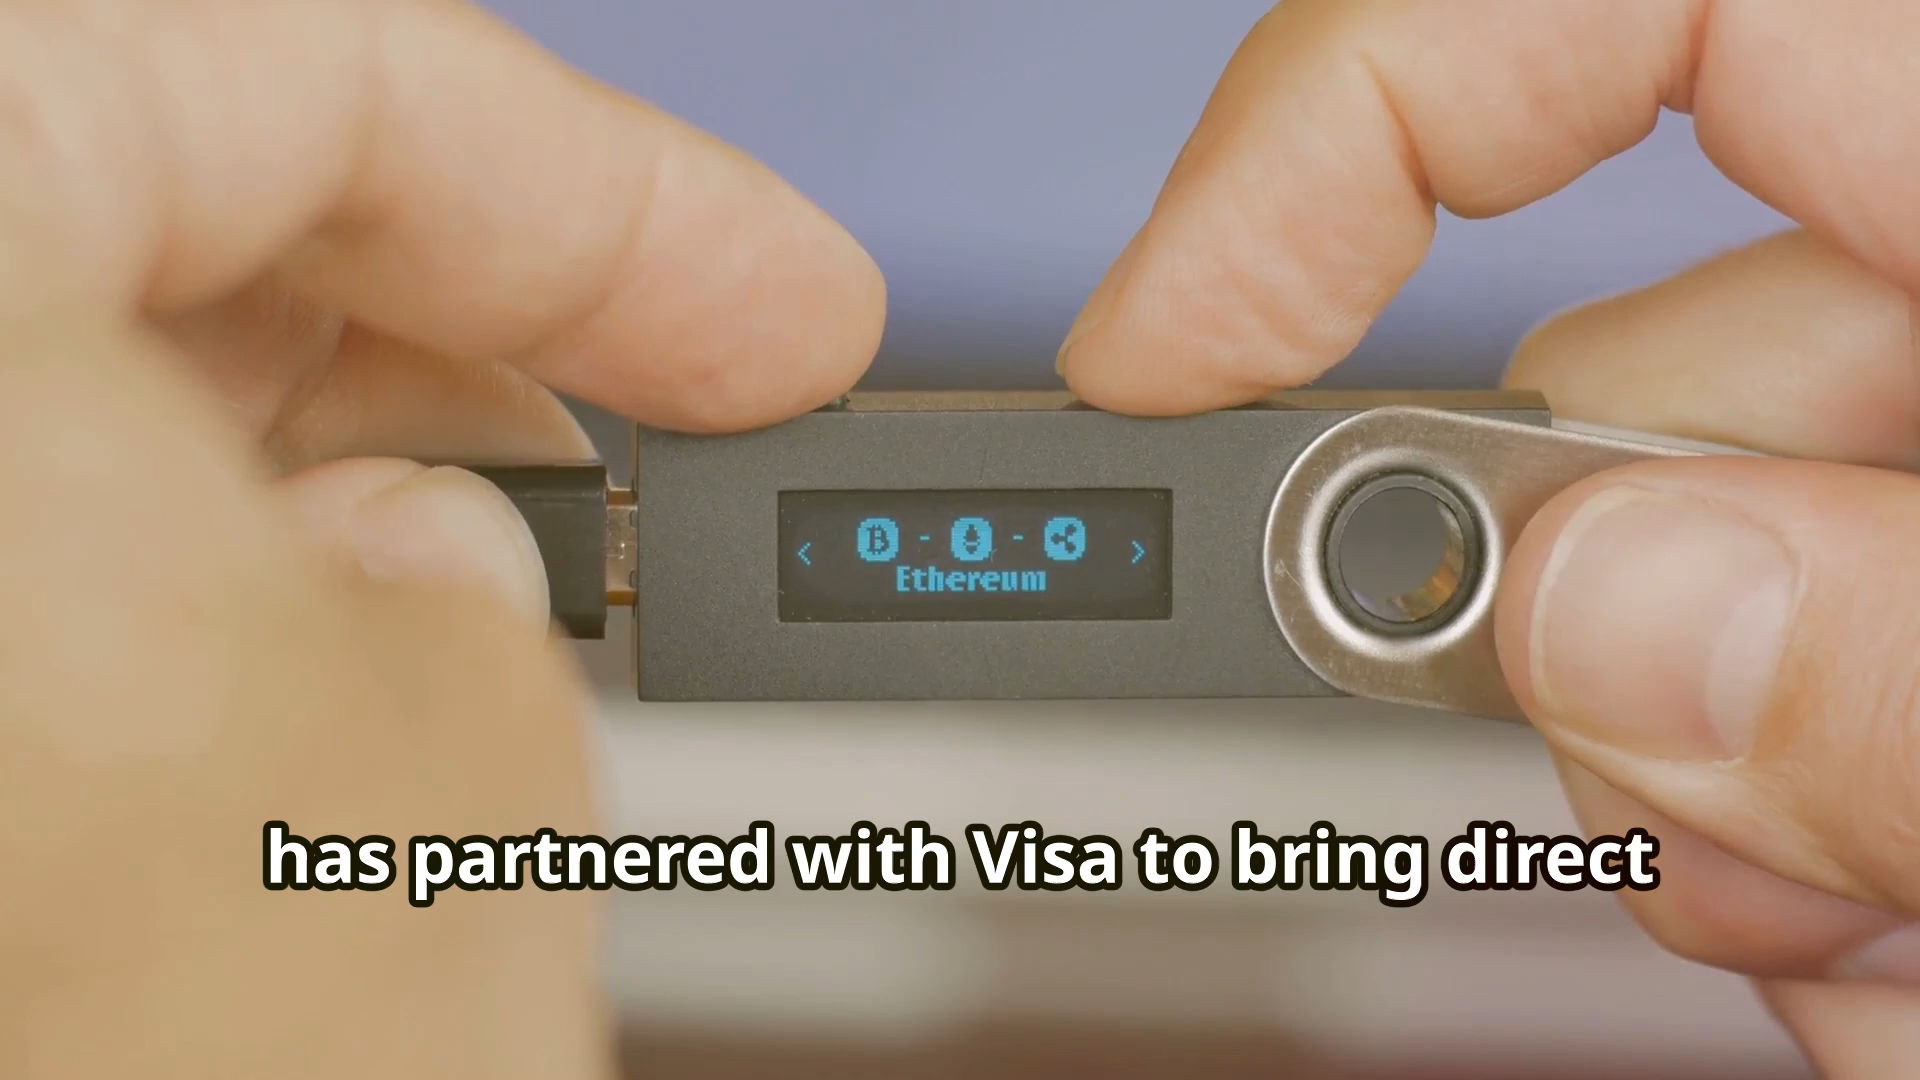 < - - >
Ethereum
has partnered with Visa to bring direct